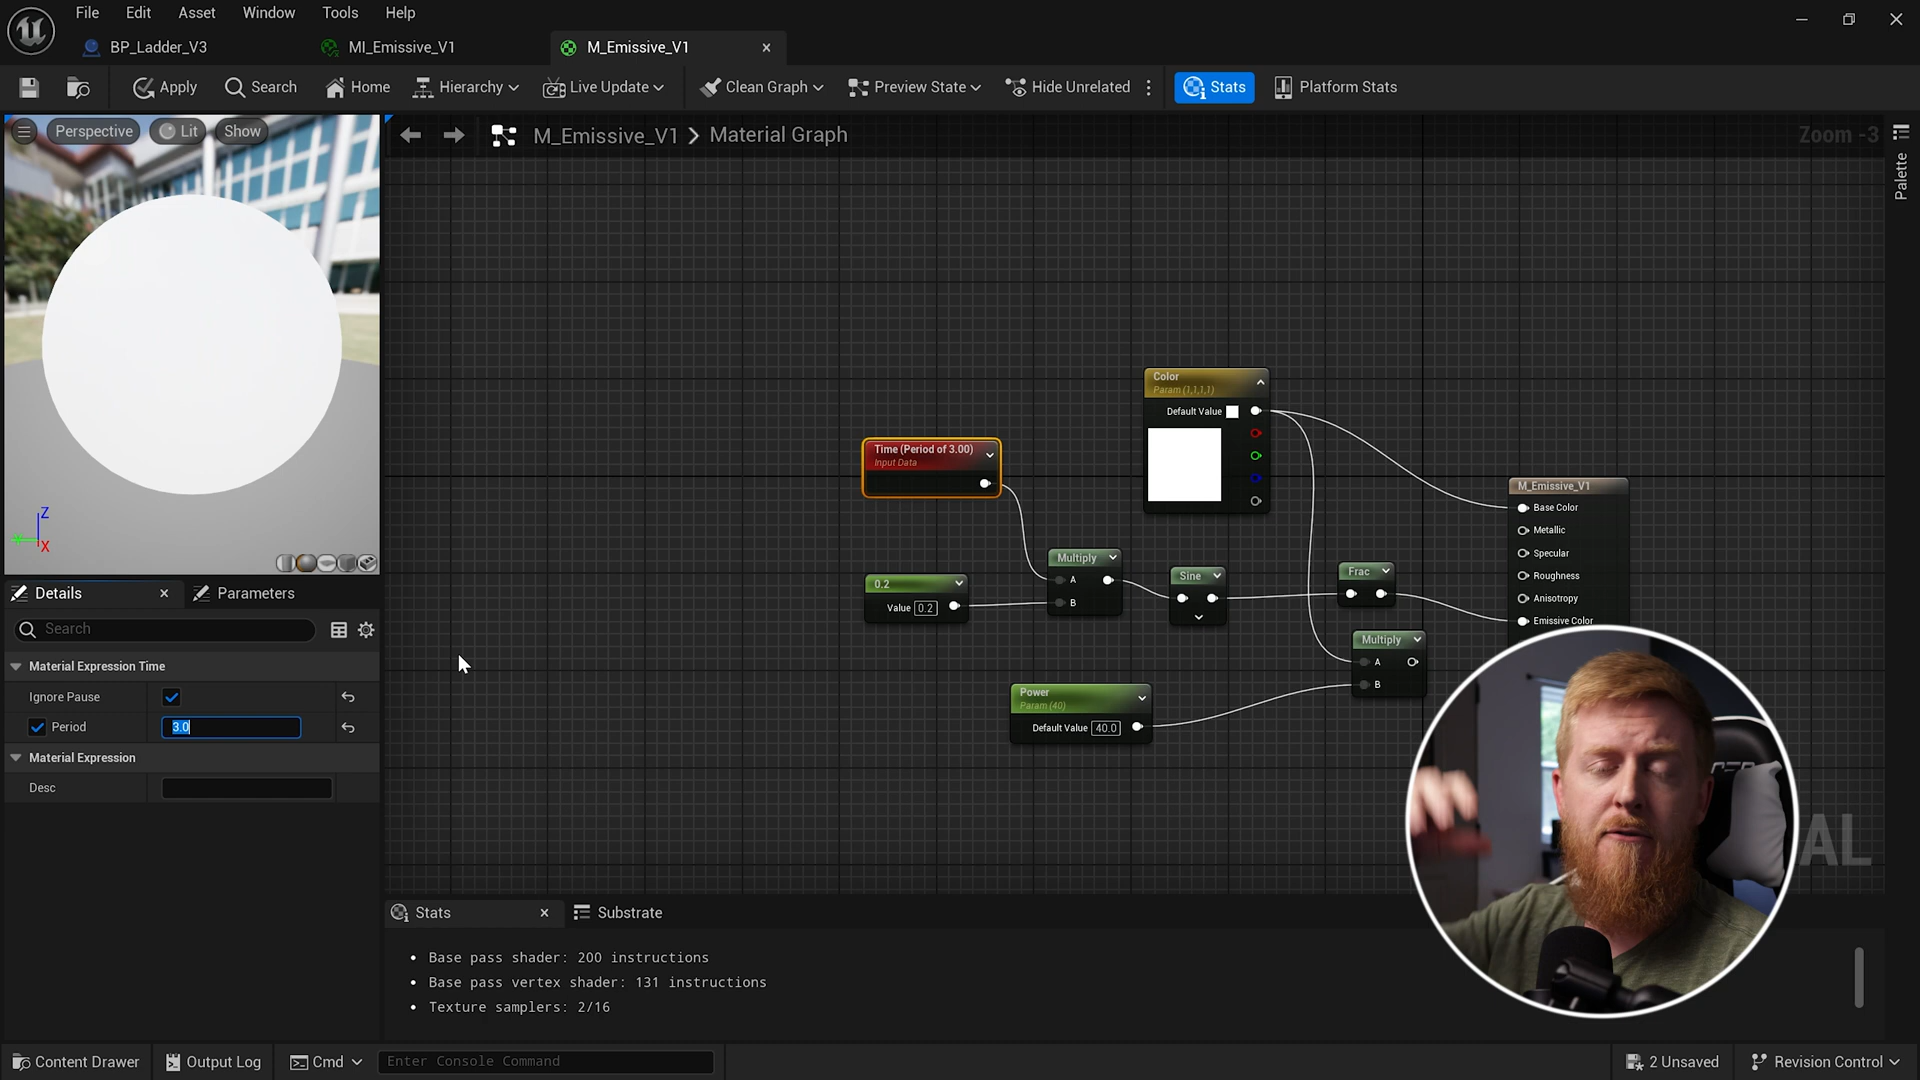 File Edit Asset Window Tools Help
BP_Ladder_V3 MI_Emissive_V1 M_Emissive_V1
Apply Search Home Hierarchy Live Update Clean Graph Preview State Hide Unrelated Stats Platform Stats
Perspective Lit Show
M_Emissive_V1 Material Graph Zoom -3
Palette
Color
Param (1,1,1,1)
Default Value
Time (Period of 3.00)
Input Data
M_Emissive_V1
Base Color
Metallic
Specular
Roughness
Anisotropy
Emissive Color
Multiply
A
B
Sine
Frac
0.2
Value 0.2
Multiply
A
B
Power
Param (40)
Default Value 40.0
Z
X
Details Parameters
Search
Material Expression Time
Ignore Pause
Period 3.0
Material Expression
Desc
Stats Substrate
• Base pass shader: 200 instructions
• Base pass vertex shader: 131 instructions
• Texture samplers: 2/16
Content Drawer Output Log Cmd Enter Console Command 2 Unsaved Revision Control